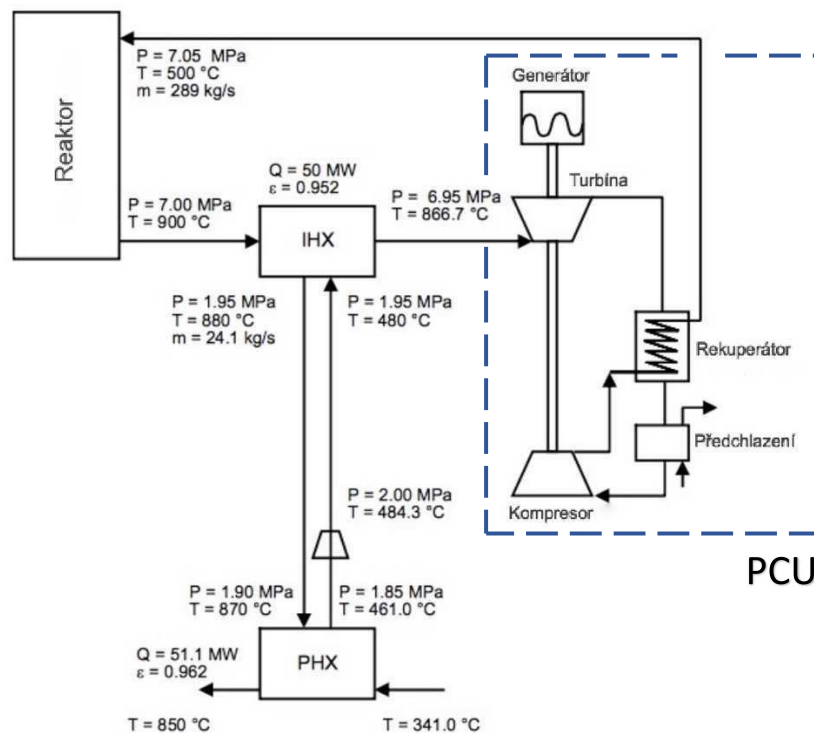 Reaktor
P = 7.05 MPa
T = 500 °C
m = 289 kg/s
Generátor
Q = 50 MW
ε = 0.952
Turbína
P = 7.00 MPa
T = 900 °C
IHX
P = 6.95 MPa
T = 866.7 °C
P = 1.95 MPa
T = 880 °C
m = 24.1 kg/s
P = 1.95 MPa
T = 480 °C
Rekuperátor
Předchlazení
P = 2.00 MPa
T = 484.3 °C
Kompresor
PCU
P = 1.90 MPa
T = 870 °C
P = 1.85 MPa
T = 461.0 °C
Q = 51.1 MW
ε = 0.962
PHX
T = 850 °C
T = 341.0 °C